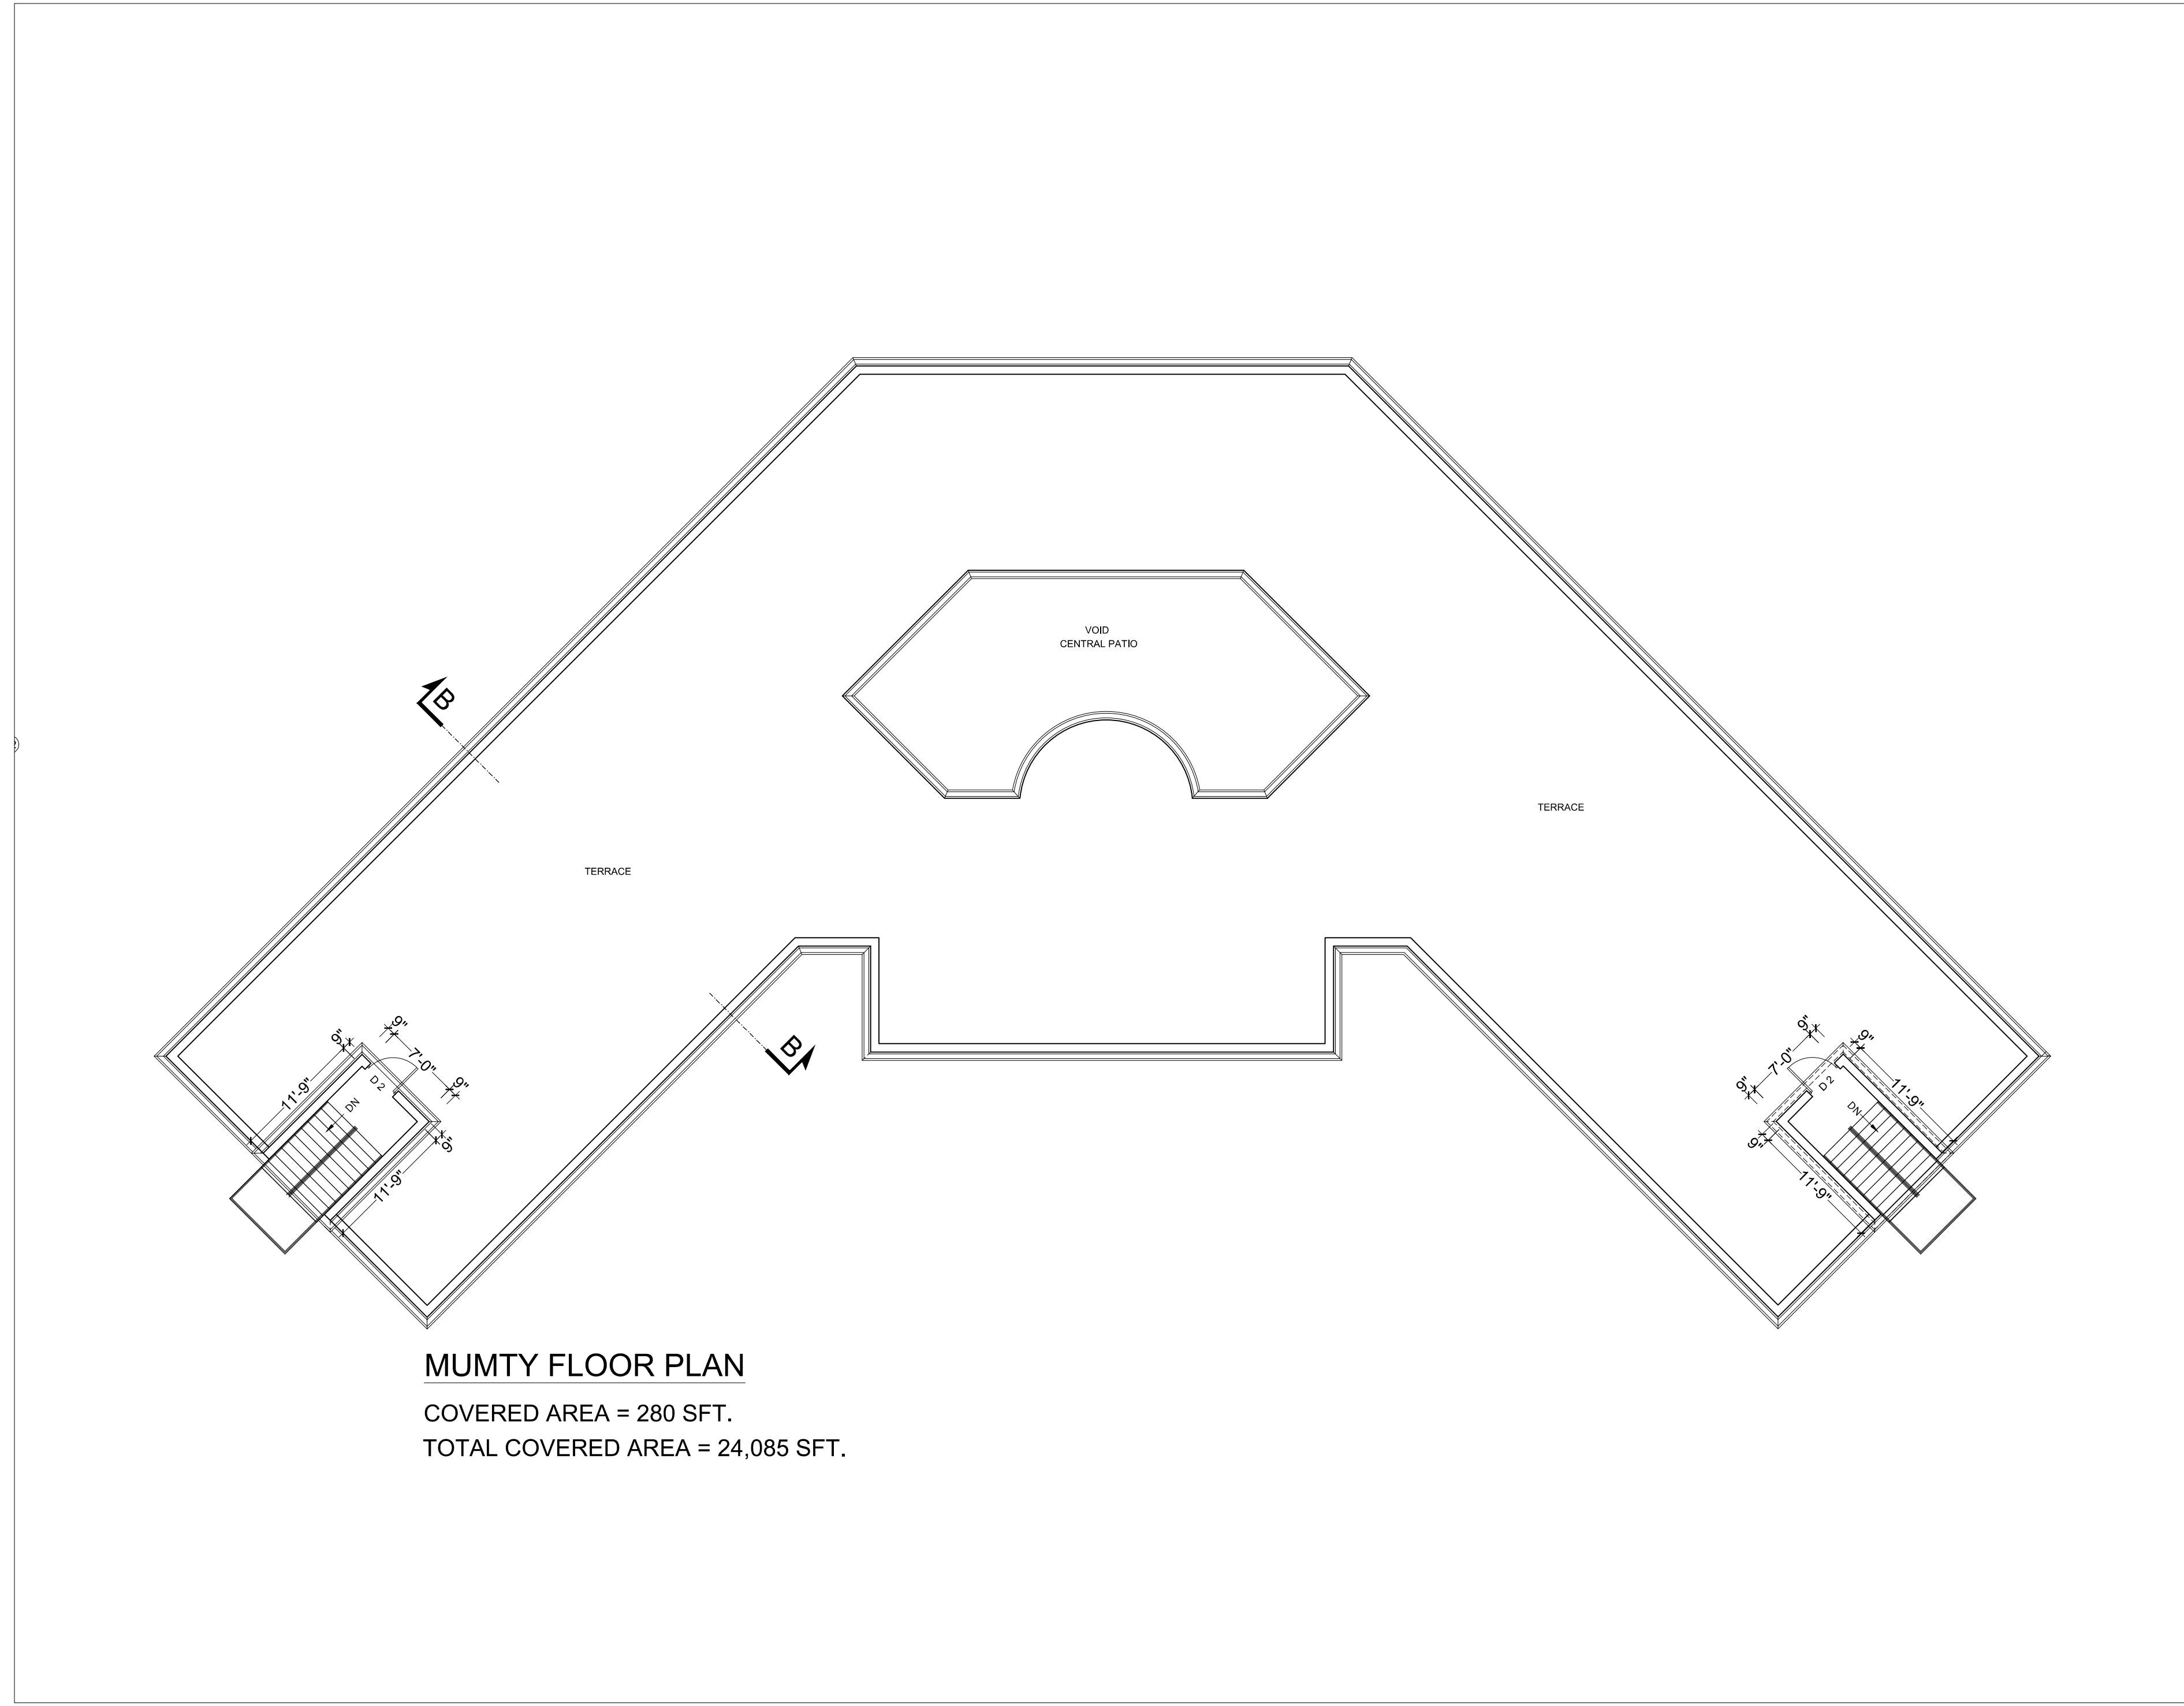 VOID
CENTRAL PATIO
B
TERRACE
TERRACE
9"
9"
7'-0"
9"
D 2
DN
11'-9"
9"
11'-9"
B
9"
9"
7'-0"
9"
D 2
DN
11'-9"
9"
11'-9"
MUMTY FLOOR PLAN
COVERED AREA = 280 SFT.
TOTAL COVERED AREA = 24,085 SFT.